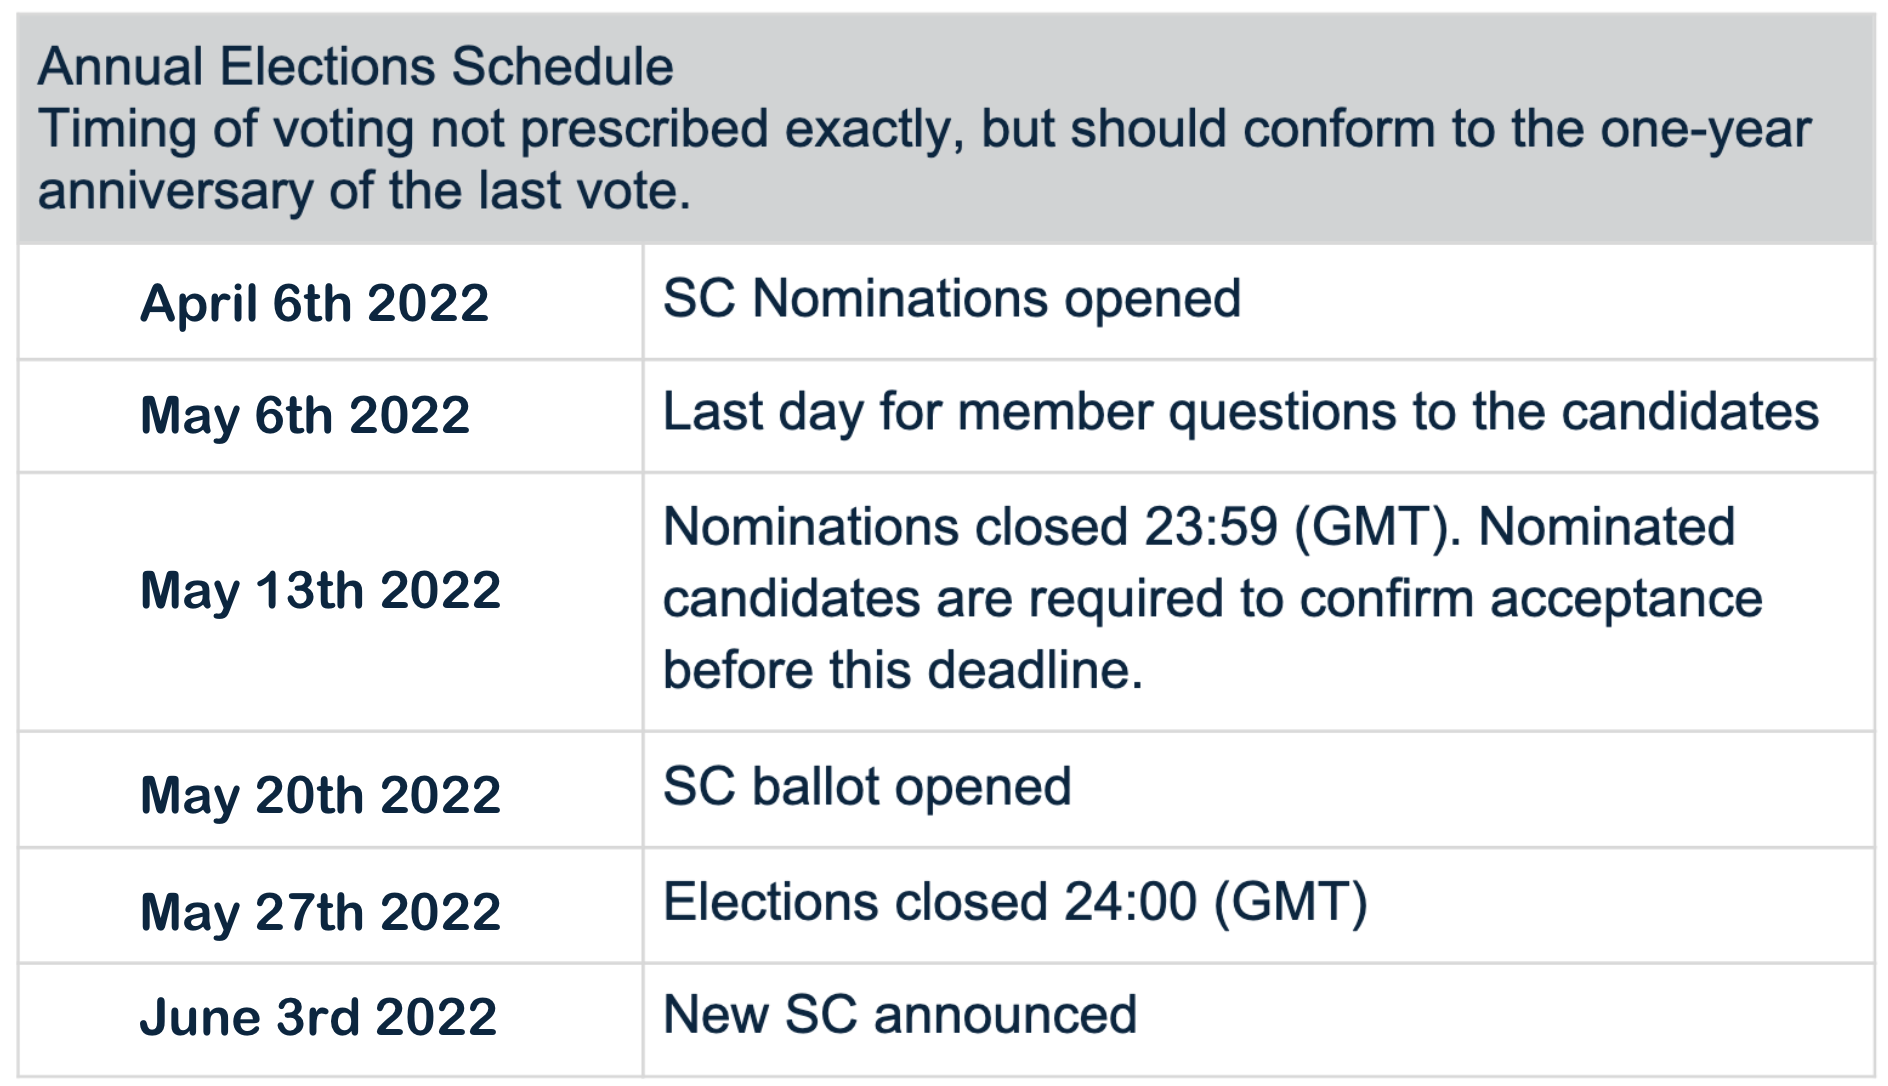 Annual Elections Schedule
Timing of voting not prescribed exactly, but should conform to the one-year
anniversary of the last vote.
April 6th 2022
SC Nominations opened
May 6th 2022
Last day for member questions to the candidates
May 13th 2022
Nominations closed 23:59 (GMT). Nominated
candidates are required to confirm acceptance
before this deadline.
May 20th 2022
SC ballot opened
May 27th 2022
Elections closed 24:00 (GMT)
June 3rd 2022
New SC announced